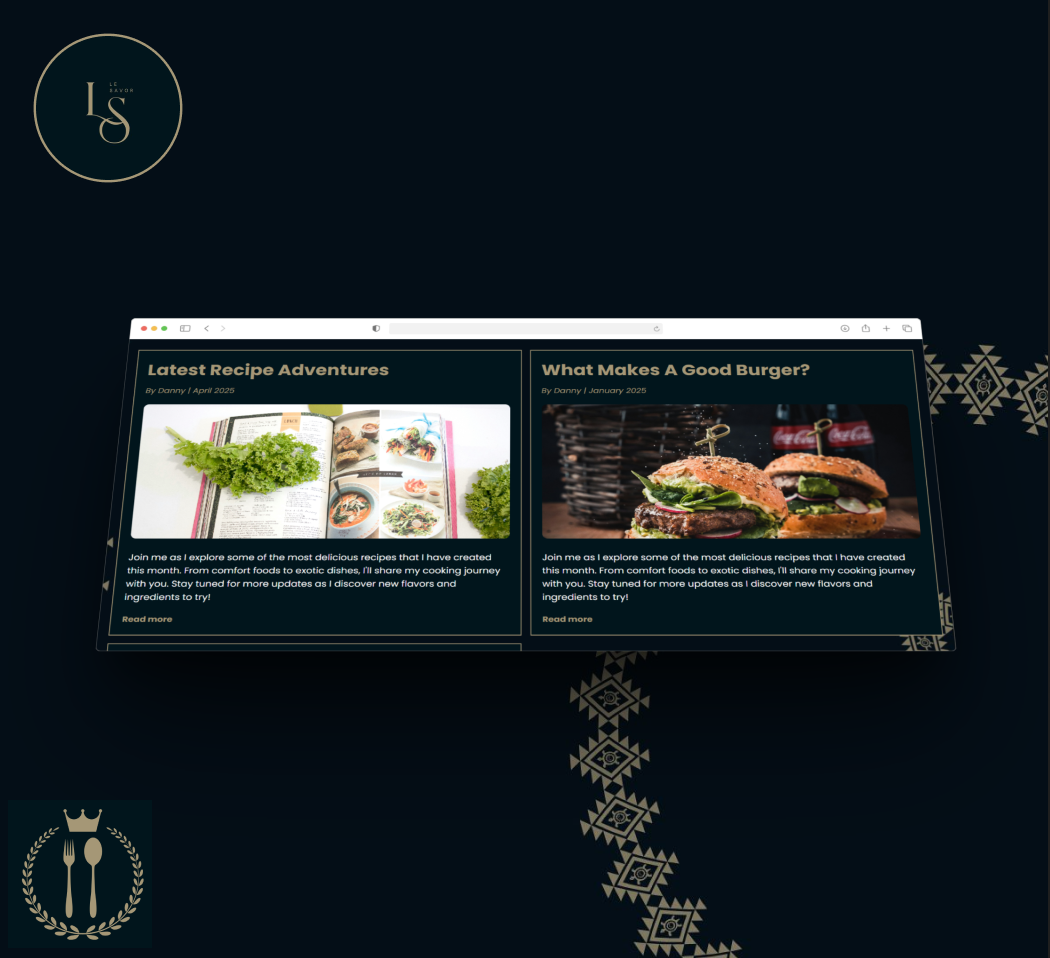 LE
SAVOR
LS
Latest Recipe Adventures
By Danny | April 2025
Join me as I explore some of the most delicious recipes that I have created
this month. From comfort foods to exotic dishes, I'll share my cooking journey
with you. Stay tuned for more updates as I discover new flavors and
ingredients to try!
Read more
What Makes A Good Burger?
By Danny | January 2025
Coca-Cola
Join me as I explore some of the most delicious recipes that I have created
this month. From comfort foods to exotic dishes, I'll share my cooking journey
with you. Stay tuned for more updates as I discover new flavors and
ingredients to try!
Read more